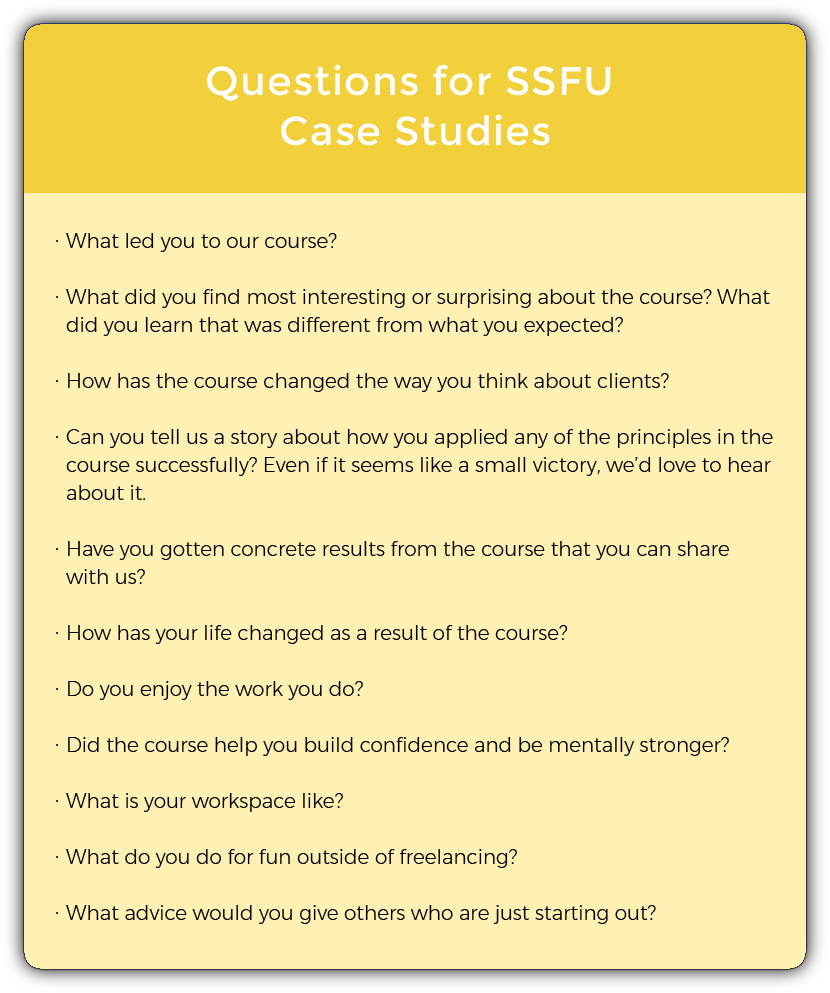 Questions for SSFU
Case Studies
· What led you to our course?
· What did you find most interesting or surprising about the course? What
did you learn that was different from what you expected?
· How has the course changed the way you think about clients?
· Can you tell us a story about how you applied any of the principles in the
course successfully? Even if it seems like a small victory, we’d love to hear
about it.
· Have you gotten concrete results from the course that you can share
with us?
· How has your life changed as a result of the course?
· Do you enjoy the work you do?
· Did the course help you build confidence and be mentally stronger?
· What is your workspace like?
· What do you do for fun outside of freelancing?
· What advice would you give others who are just starting out?